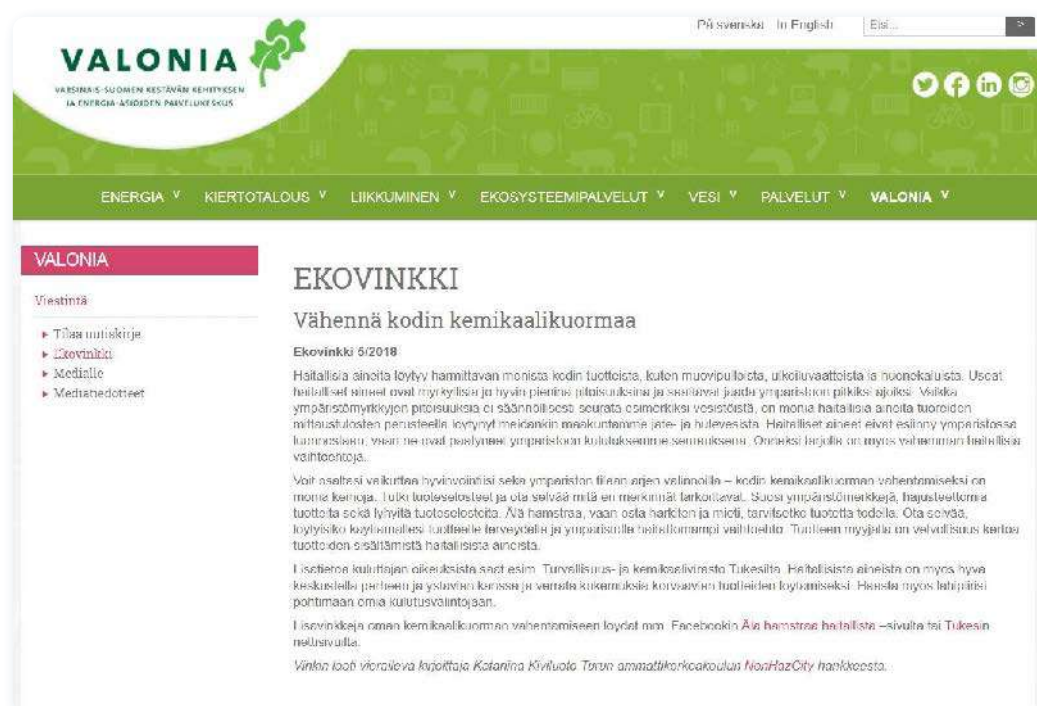 På svenska In English Etsi... >
VALONIA
VARSINAIS-SUOMEN KESTÄVÄN KEHITYKSEN
JA ENERGIA-ASIOIDEN PALVELUKESKUS
ENERGIA KIERTOTALOUS LIIKKUMINEN EKOSYSTEEMIPALVELUT VESI PALVELUT VALONIA
VALONIA
Viestintä
Tilaa uutiskirje
Ekovinkki
Medialle
Mediatiedotteet
EKOVINKKI
Vähennä kodin kemikaalikuormaa
Ekovinkki 5/2018
Haitallisia aineita löytyy harmittavan monista kodin tuotteista, kuten muovipulloista, ulkoiluvaatteista ja huonekaluista. Useat
haitalliset aineet ovat myrkyllisiä jo hyvin pieninä pitoisuuksina ja saattavat jäädä ympäristöön pitkiksi ajoiksi. Vaikka
ympäristömyrkkyjen pitoisuuksia ei säännöllisesti seurata esimerkiksi vesistöistä, on monia haitallisia aineita tuoreiden
mittaustulosten perusteella löytynyt meidänkin maakuntamme jäte- ja hulevesistä. Haitalliset aineet eivät esiinny ympäristössä
luonnostaan, vaan ne ovat päätyneet ympäristöön kulutuksemme seurauksena. Onneksi tarjolla on myös vähemmän haitallisia
vaihtoehtoja.
Voit osaltasi vaikuttaa hyvinvointiisi sekä ympäristön tilaan arjen valinnoilla – kodin kemikaalikuorman vähentämiseksi on
monia keinoja. Tutki tuoteselosteet ja ota selvää mitä eri merkinnät tarkoittavat. Suosi ympäristömerkkejä, hajusteettomia
tuotteita sekä lyhyitä tuoteselosteita. Älä hamstraa, vaan osta harkiten ja mieti, tarvitsetko tuotetta todella. Ota selvää,
löytyisikö käyttämällesi tuotteelle terveydelle ja ympäristölle haitattomampi vaihtoehto. Tuotteen myyjällä on velvollisuus kertoa
tuotteiden sisältämistä haitallisista aineista.
Lisätietoa kuluttajan oikeuksista saat esim. Turvallisuus- ja kemikaalivirasto Tukesilta. Haitallisista aineista on myös hyvä
keskustella perheen ja ystävien kanssa ja verrata kokemuksia korvaavien tuotteiden löytämiseksi. Haasta myös lähipiirisi
pohtimaan omia kulutusvalintojaan.
Lisävinkkejä oman kemikaalikuorman vähentämiseen löydät mm. Facebookin Älä hamstraa haitallista –sivulta tai Tukesin
nettisivuilta.
Vinkin laati vieraileva kirjoittaja Katariina Kiviluoto Turun ammattikorkeakoulun NonHazCity hankkeesta.